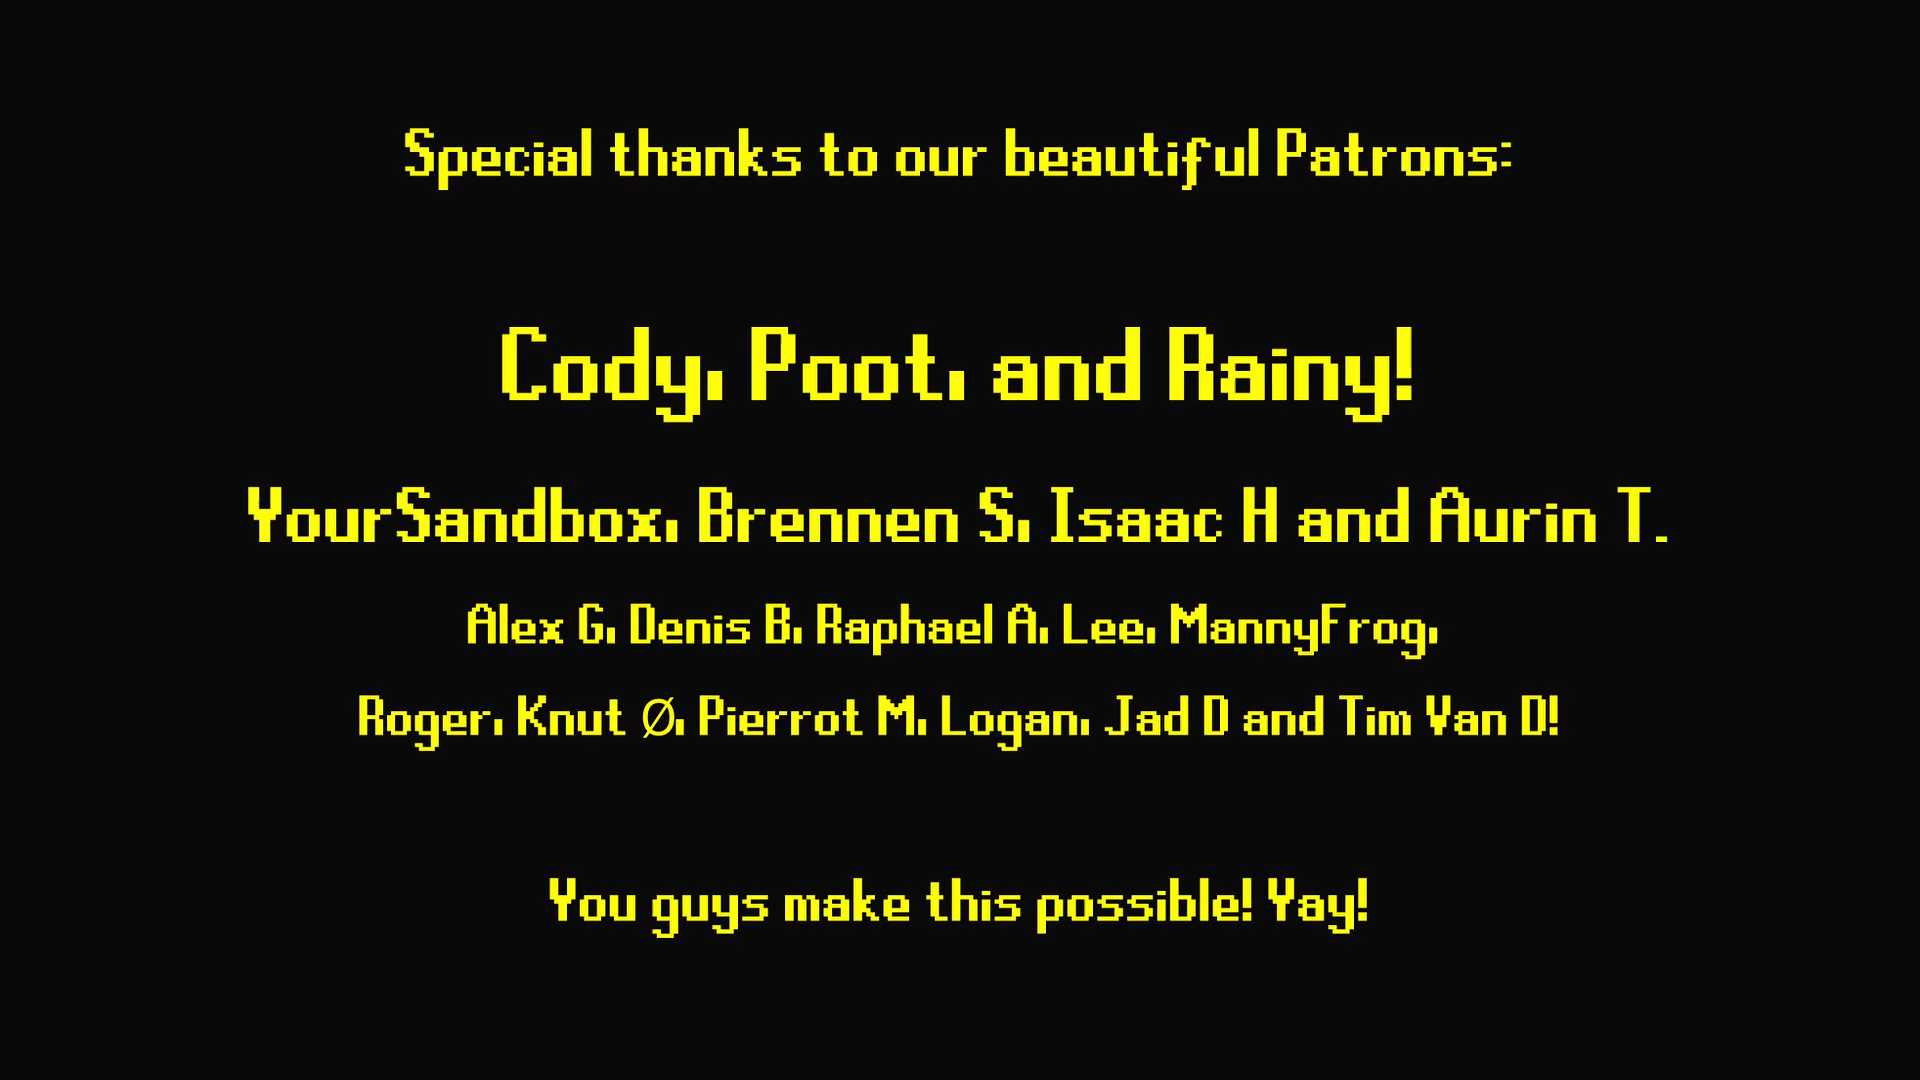 Special thanks to our beautiful Patrons:
Cody, Poot, and Rainy!
YourSandbox, Brennen S, Isaac H and Aurin T.
Alex G, Denis B, Raphael A, Lee, MannyFrog,
Roger, Knut Ø, Pierrot M, Logan, Jad D and Tim Van D!
You guys make this possible! Yay!